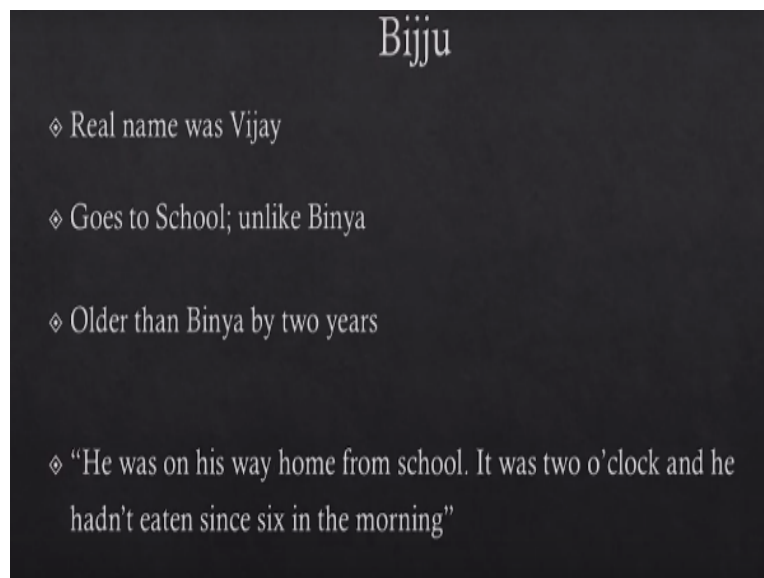 Bijju
Real name was Vijay
Goes to School; unlike Binya
Older than Binya by two years
“He was on his way home from school. It was two o’clock and he
hadn’t eaten since six in the morning”